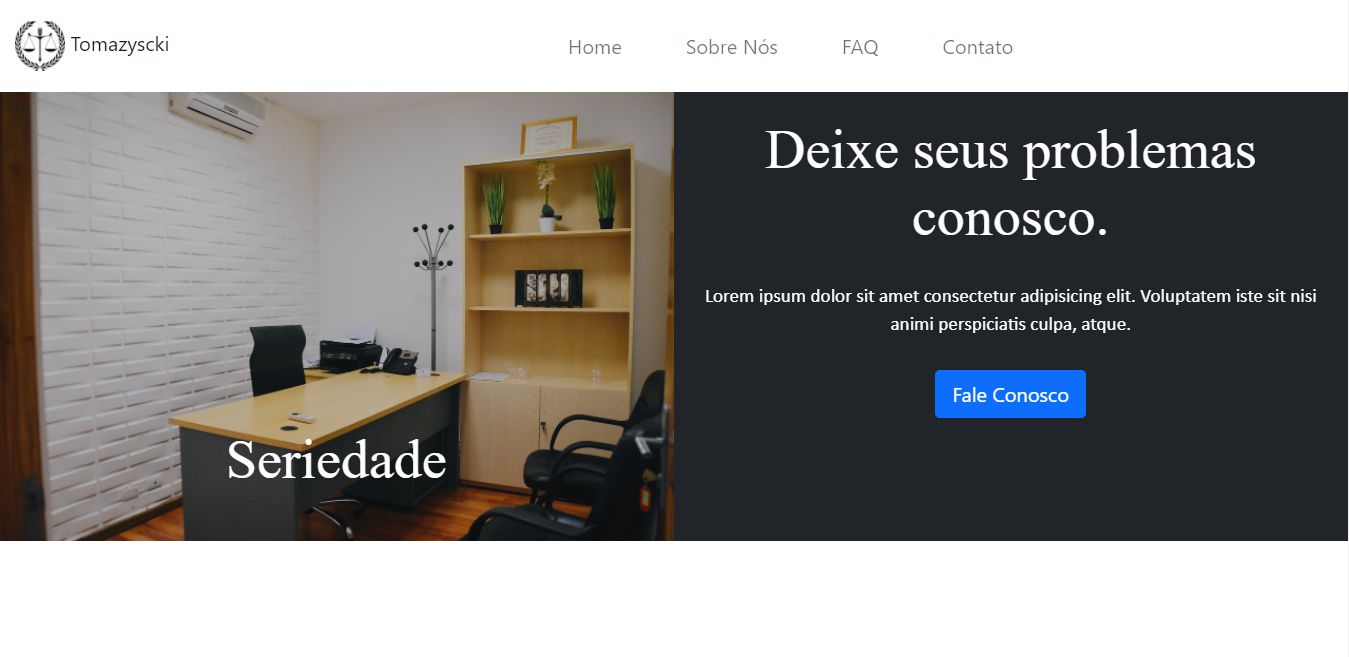 Tomazyscki
Home
Sobre Nós
FAQ
Contato
Seriedade
Deixe seus problemas
conosco.
Lorem ipsum dolor sit amet consectetur adipisicing elit. Voluptatem iste sit nisi
animi perspiciatis culpa, atque.
Fale Conosco